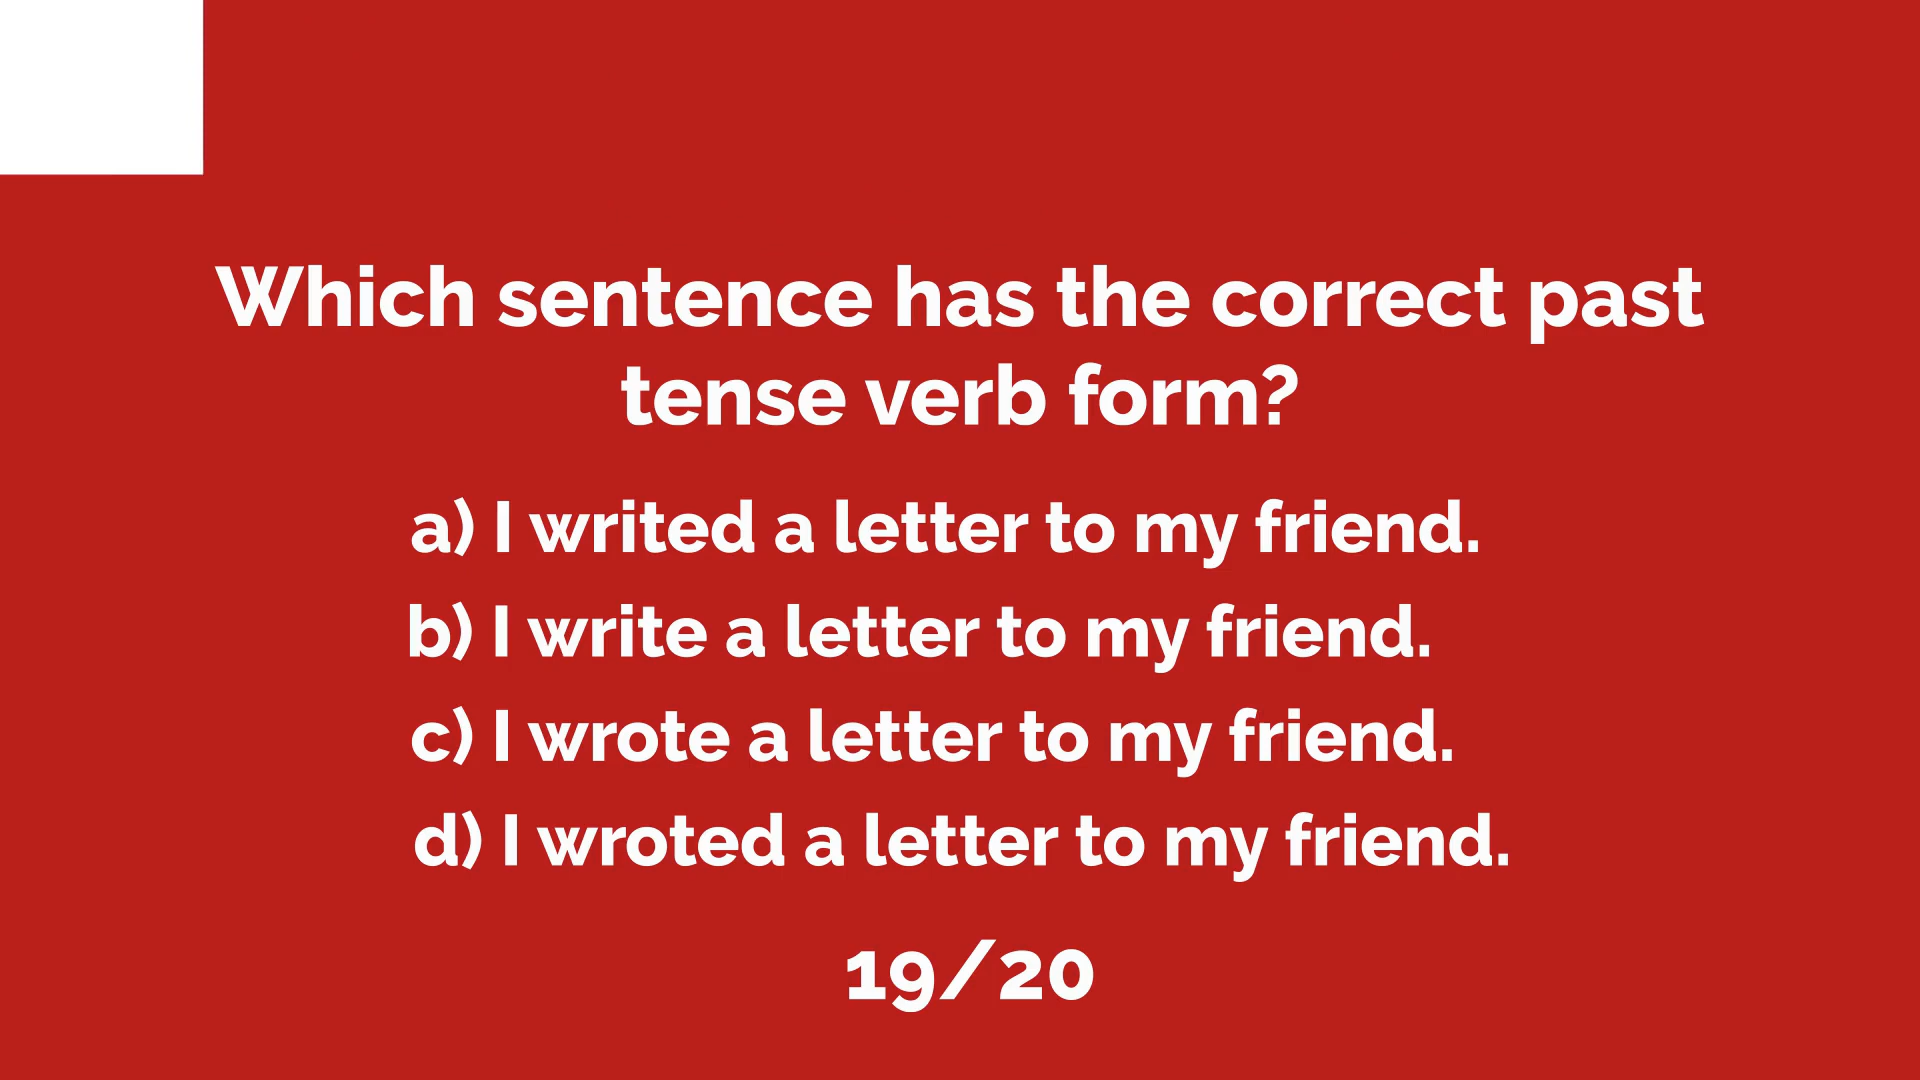 Which sentence has the correct past
tense verb form?
a) I writed a letter to my friend.
b) I write a letter to my friend.
c) I wrote a letter to my friend.
d) I wroted a letter to my friend.
19/20